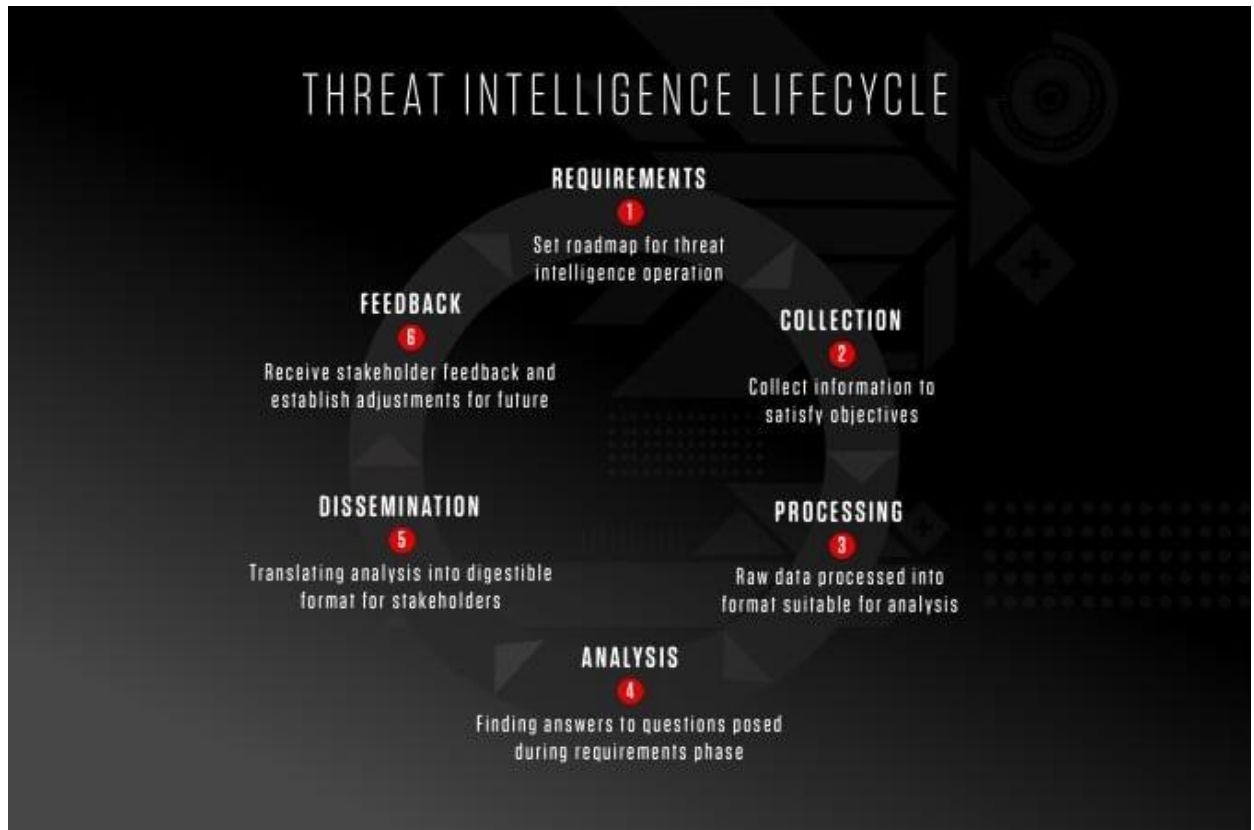 THREAT INTELLIGENCE LIFECYCLE
REQUIREMENTS
1
Set roadmap for threat
intelligence operation
COLLECTION
2
Collect information to
satisfy objectives
PROCESSING
3
Raw data processed into
format suitable for analysis
ANALYSIS
4
Finding answers to questions posed
during requirements phase
DISSEMINATION
5
Translating analysis into digestible
format for stakeholders
FEEDBACK
6
Receive stakeholder feedback and
establish adjustments for future